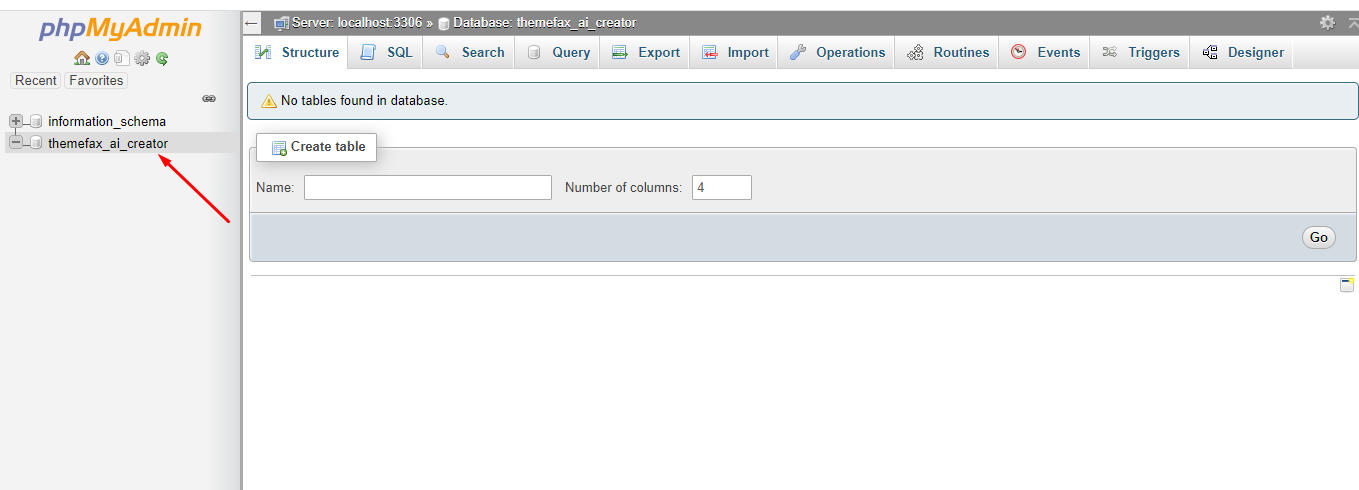 phpMyAdmin
Recent Favorites
information_schema
themefax_ai_creator
Server: localhost:3306 » Database: themefax_ai_creator
Structure SQL Search Query Export Import Operations Routines Events Triggers Designer
No tables found in database.
Create table
Name: Number of columns: 4
Go